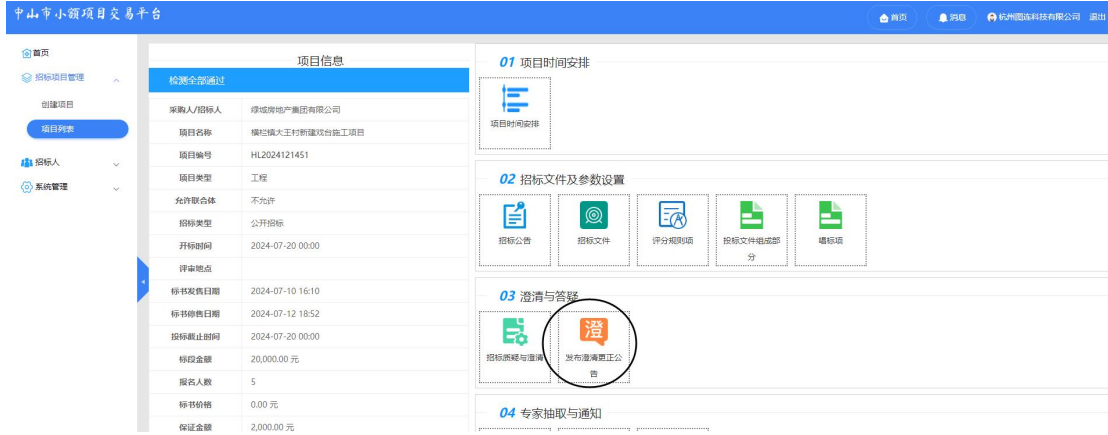 中山市小额项目交易平台
首页
消息
杭州图连科技有限公司
退出
首页
招标项目管理
创建项目
项目列表
招标人
系统管理
项目信息
检测全部通过
采购人/招标人 绿城房地产集团有限公司
项目名称 横栏镇大王村新建戏台施工项目
项目编号 HL2024121451
项目类型 工程
允许联合体 不允许
招标类型 公开招标
开标时间 2024-07-20 00:00
评审地点
标书发售日期 2024-07-10 16:10
标书停售日期 2024-07-12 18:52
投标截止时间 2024-07-20 00:00
标段金额 20,000.00 元
报名人数 5
标书价格 0.00 元
保证金额 2,000.00 元
01 项目时间安排
项目时间安排
02 招标文件及参数设置
招标公告
招标文件
评分规则项
投标文件组成部
分
唱标项
03 澄清与答疑
招标质疑与澄清
澄
发布澄清更正公
告
04 专家抽取与通知